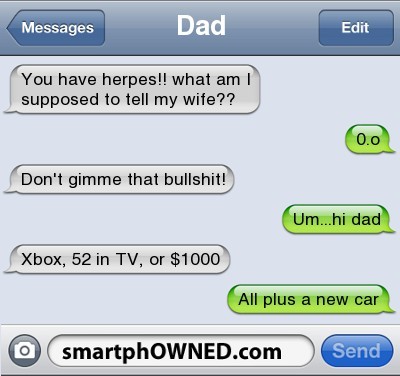 Messages
Dad
Edit
You have herpes!! what am I
supposed to tell my wife??
0.o
Don't gimme that bullshit!
Um...hi dad
Xbox, 52 in TV, or $1000
All plus a new car
smartphOWNED.com
Send